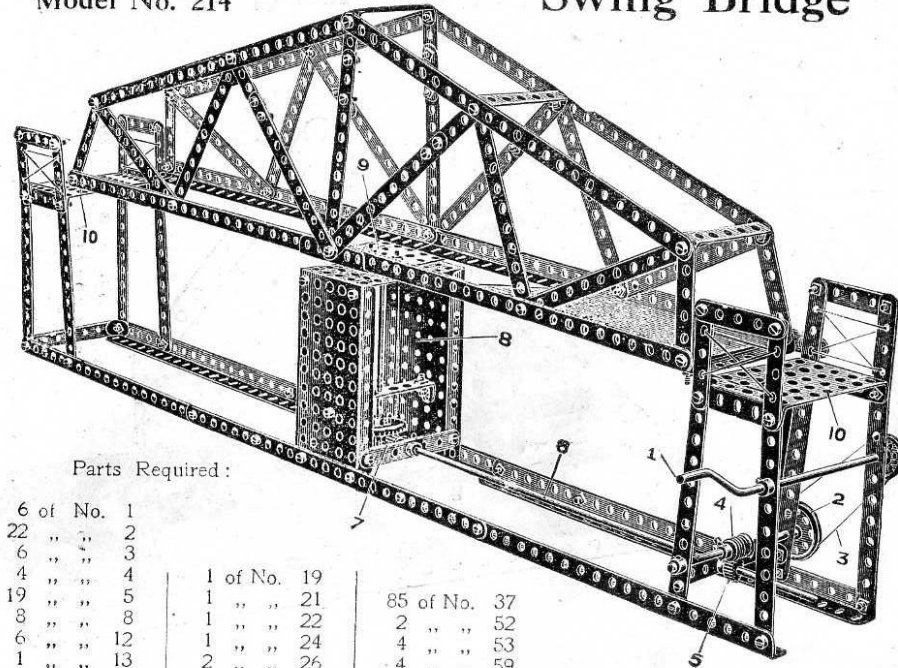 Model No. 214
Swing Bridge
9
10
8
10
1
6
2
4
3
7
5
Parts Required :
6 of No. 1
22 „ „ 2
6 „ „ 3
4 „ „ 4
19 „ „ 5
8 „ „ 8
6 „ „ 12
1 „ „ 13
1 of No. 19
1 „ „ 21
1 „ „ 22
1 „ „ 24
2 „ „ 26
85 of No. 37
2 „ „ 52
4 „ „ 53
4 „ „ 59